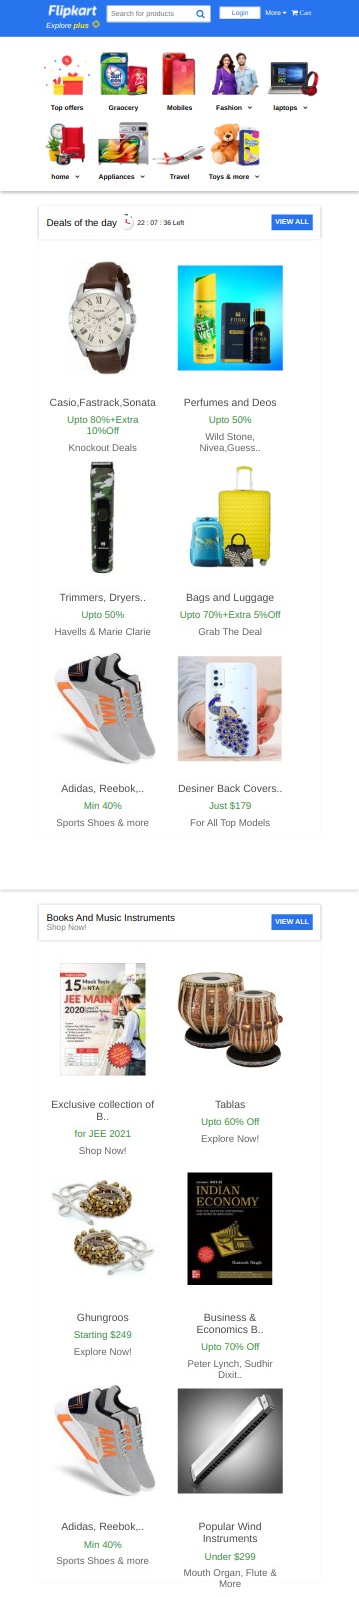 Flipkart
Explore plus
Search for products
Login
More
Cart
Top offers
Graocery
Mobiles
Fashion
laptops
home
Appliances
Travel
Toys & more
Deals of the day
22 : 07 : 36 Left
VIEW ALL
SET WET
FOGG
Casio,Fastrack,Sonata
Upto 80%+Extra
10%Off
Knockout Deals
Perfumes and Deos
Upto 50%
Wild Stone,
Nivea,Guess..
Trimmers, Dryers..
Upto 50%
Havells & Marie Clarie
Bags and Luggage
Upto 70%+Extra 5%Off
Grab The Deal
Adidas, Reebok,..
Min 40%
Sports Shoes & more
Desiner Back Covers..
Just $179
For All Top Models
Books And Music Instruments
Shop Now!
VIEW ALL
15 Mock Tests
for NTA
JEE MAIN
2020
Exclusive collection of
B..
for JEE 2021
Shop Now!
Tablas
Upto 60% Off
Explore Now!
INDIAN
ECONOMY
Ramesh Singh
Ghungroos
Starting $249
Explore Now!
Business &
Economics B..
Upto 70% Off
Peter Lynch, Sudhir
Dixit..
Adidas, Reebok,..
Min 40%
Sports Shoes & more
Popular Wind
Instruments
Under $299
Mouth Organ, Flute &
More